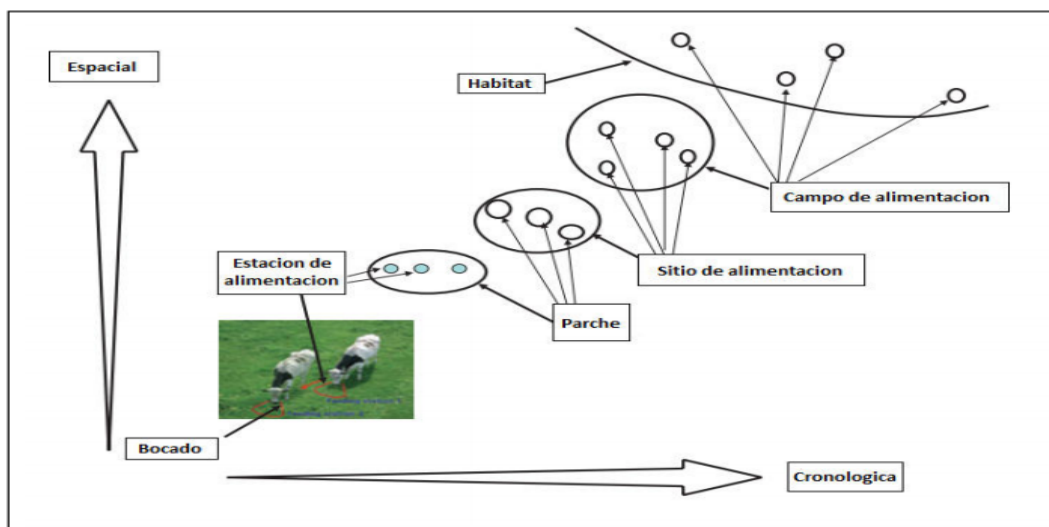 Espacial
Habitat
Campo de alimentacion
Estacion de
alimentacion
Sitio de alimentacion
Parche
Bocado
Cronologica